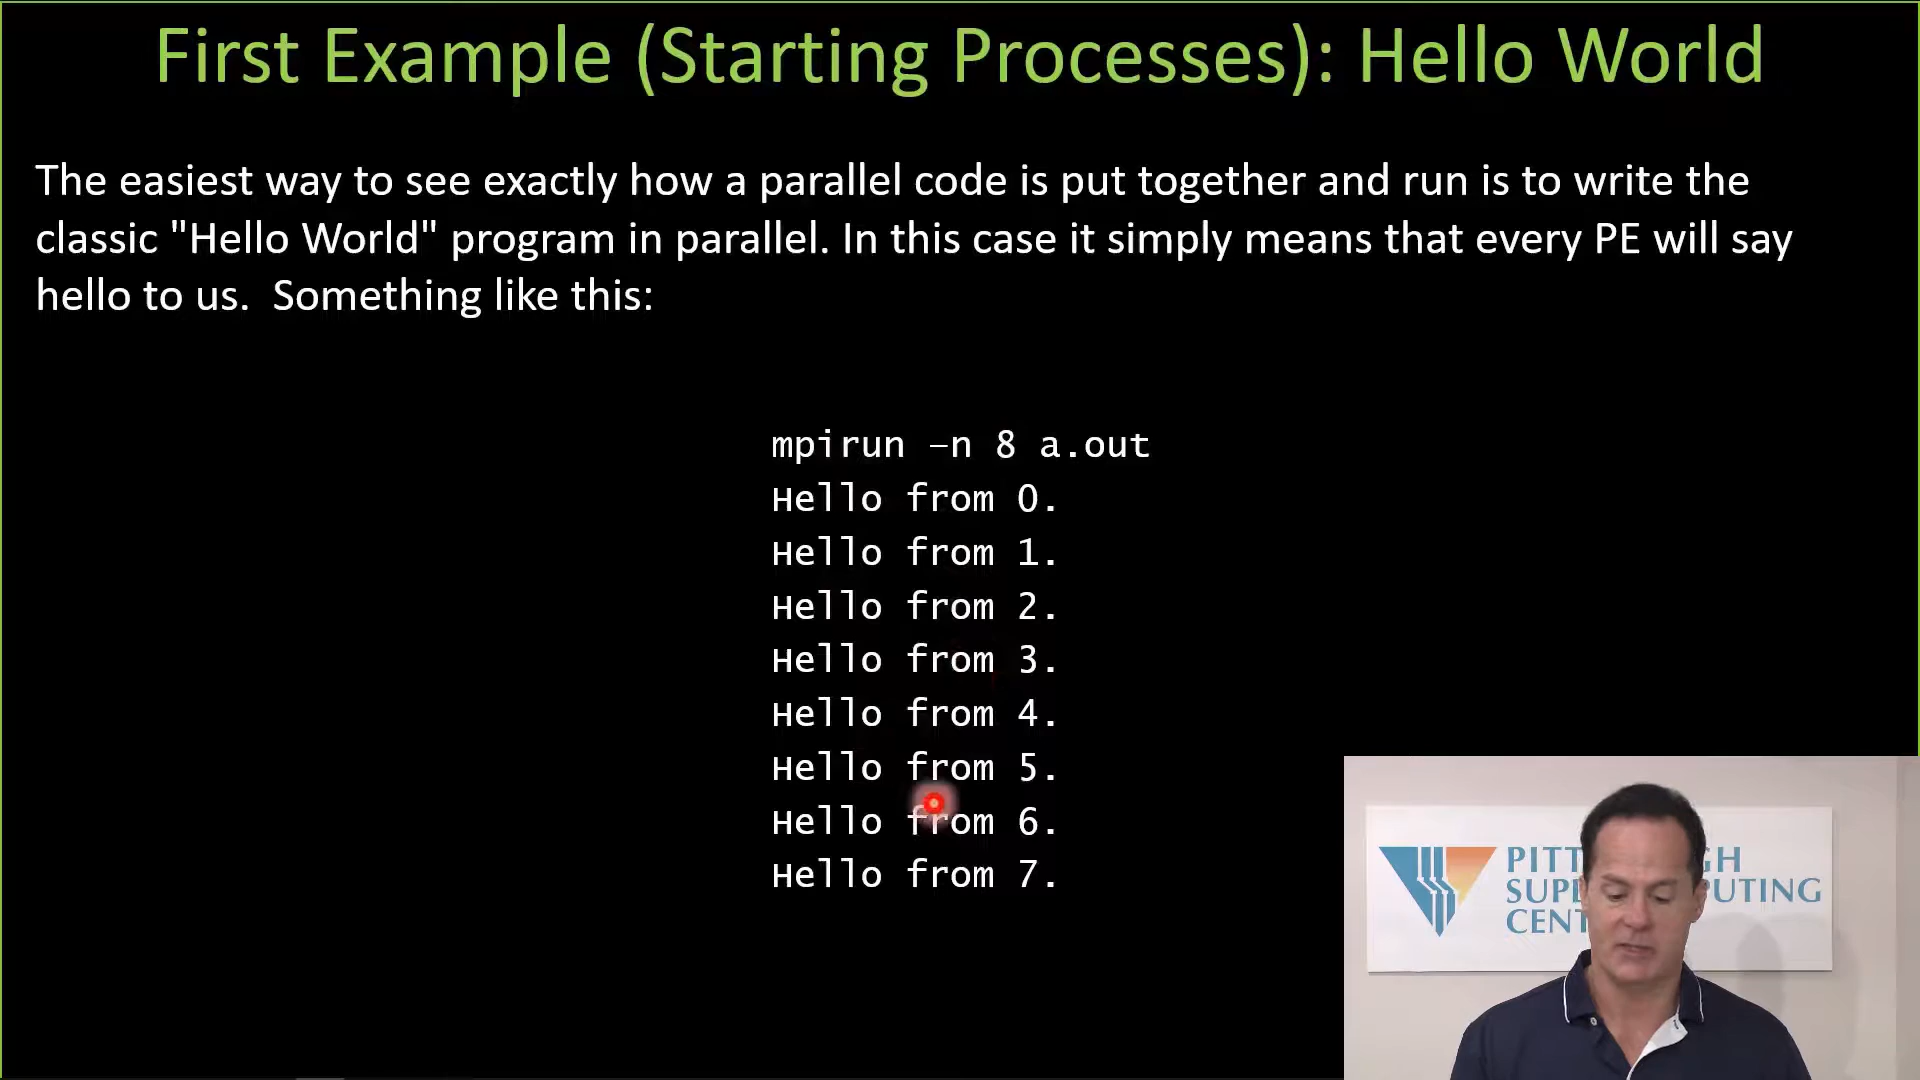 First Example (Starting Processes): Hello World
The easiest way to see exactly how a parallel code is put together and run is to write the
classic "Hello World" program in parallel. In this case it simply means that every PE will say
hello to us.  Something like this:
mpirun –n 8 a.out
Hello from 0.
Hello from 1.
Hello from 2.
Hello from 3.
Hello from 4.
Hello from 5.
Hello from 6.
Hello from 7.